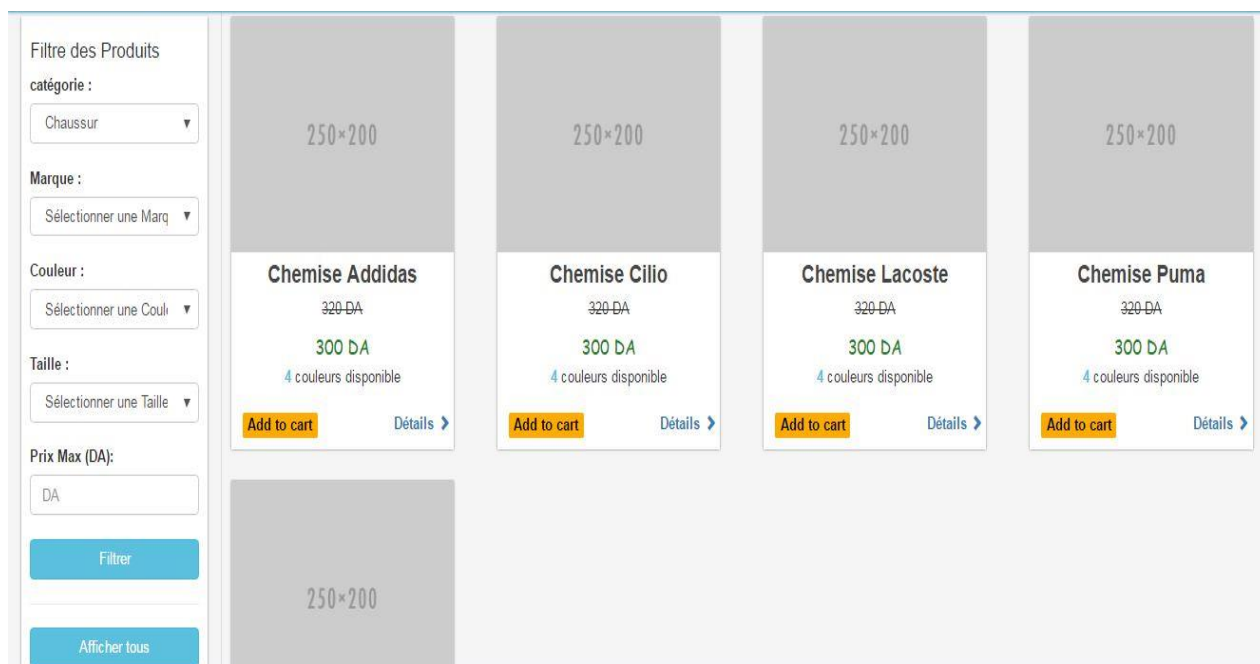 Filtre des Produits
catégorie :
Chaussur
Marque :
Sélectionner une Marq
Couleur :
Sélectionner une Coul
Taille :
Sélectionner une Taille
Prix Max (DA):
DA
Filtrer
Afficher tous
250×200
Chemise Addidas
320 DA
300 DA
4 couleurs disponible
Add to cart
Détails
250×200
Chemise Cilio
320 DA
300 DA
4 couleurs disponible
Add to cart
Détails
250×200
Chemise Lacoste
320 DA
300 DA
4 couleurs disponible
Add to cart
Détails
250×200
Chemise Puma
320 DA
300 DA
4 couleurs disponible
Add to cart
Détails
250×200